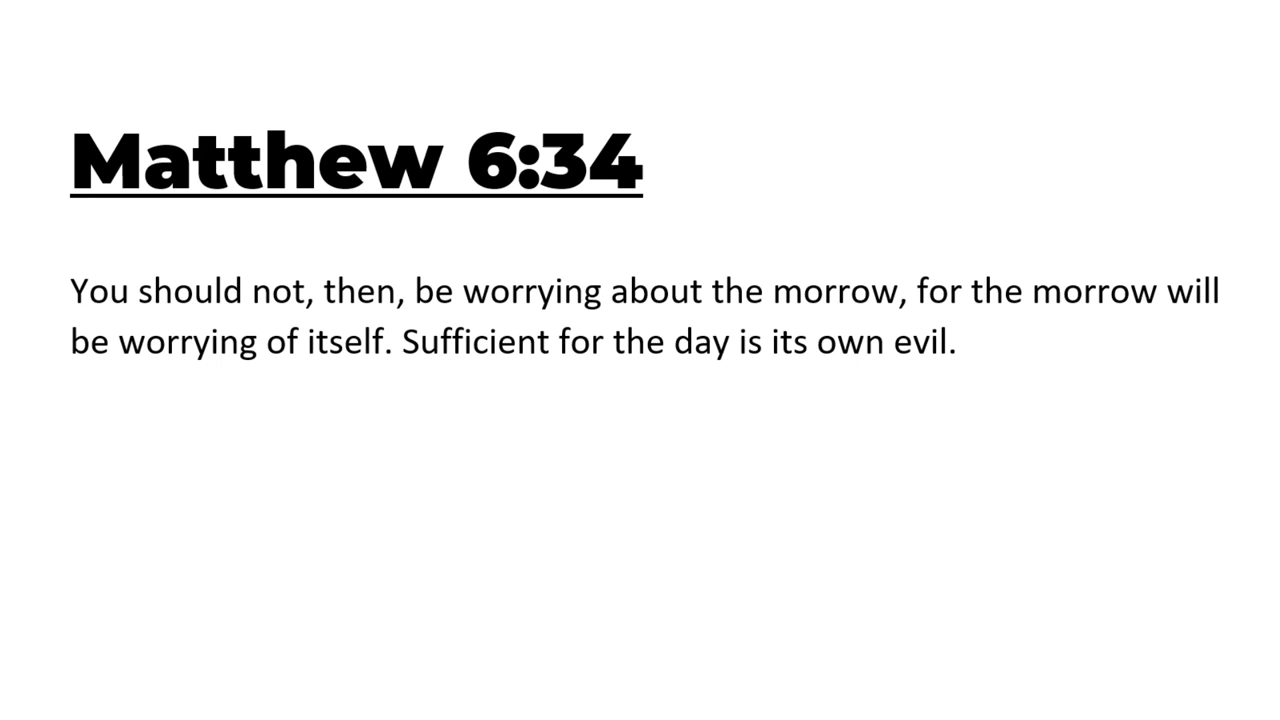 Matthew 6:34
You should not, then, be worrying about the morrow, for the morrow will
be worrying of itself. Sufficient for the day is its own evil.